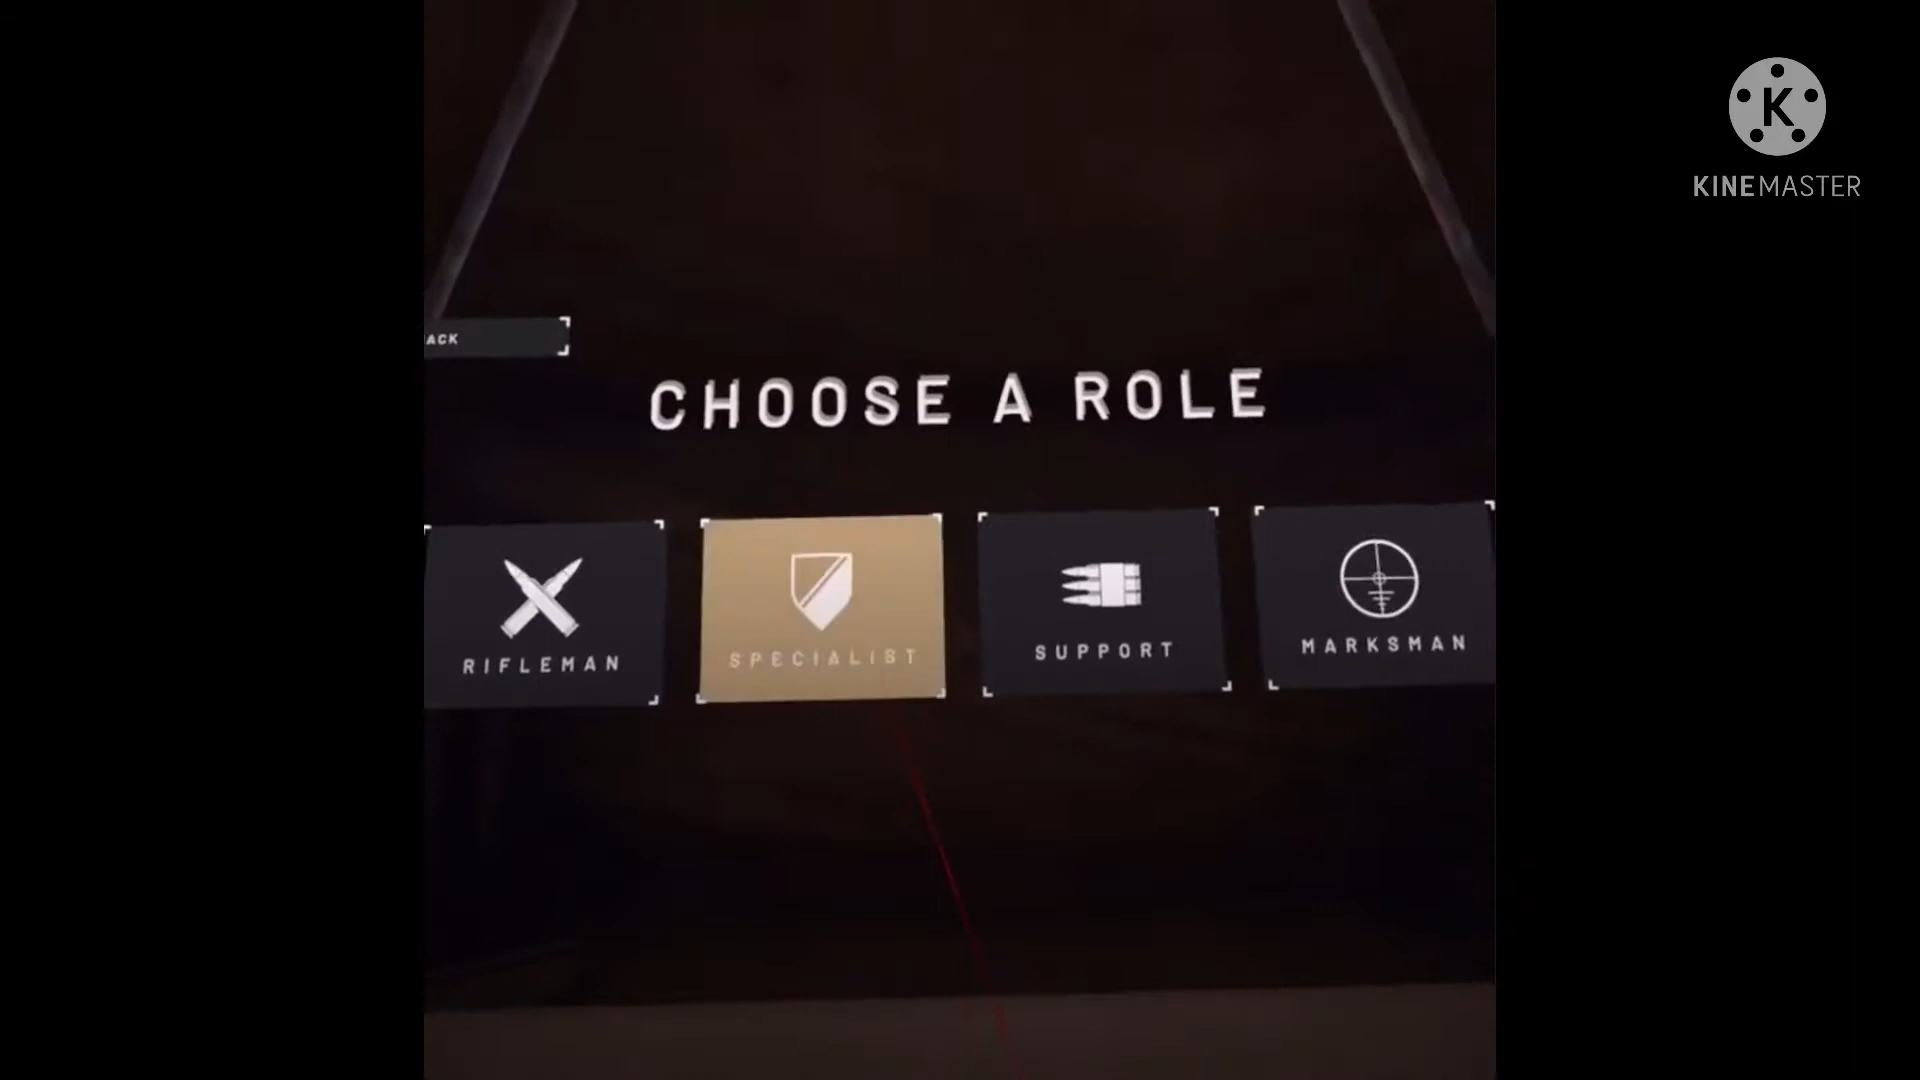 K
KINEMASTER
ACK
CHOOSE A ROLE
RIFLEMAN
SPECIALIST
SUPPORT
MARKSMAN